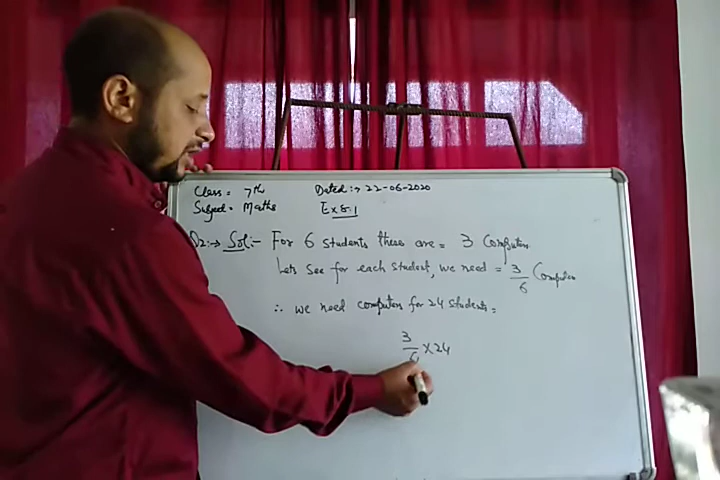 Class = 7th Dated :→ 22-06-2020
Subject = Maths Ex 8.1
Q2:→ Sol:- For 6 students there are = 3 Computers
Lets see for each student, we need = 3/6 Computer
∴ we need computers for 24 students =
3/6 × 24